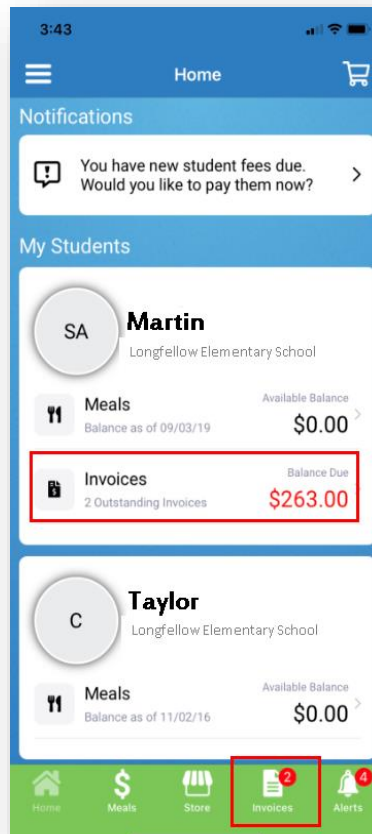 3:43
Home
Notifications
You have new student fees due.
Would you like to pay them now?
My Students
SA
Martin
Longfellow Elementary School
Meals
Available Balance
Balance as of 09/03/19
$0.00
Invoices
Balance Due
2 Outstanding Invoices
$263.00
C
Taylor
Longfellow Elementary School
Meals
Available Balance
Balance as of 11/02/16
$0.00
2
4
Home
Meals
Store
Invoices
Alerts